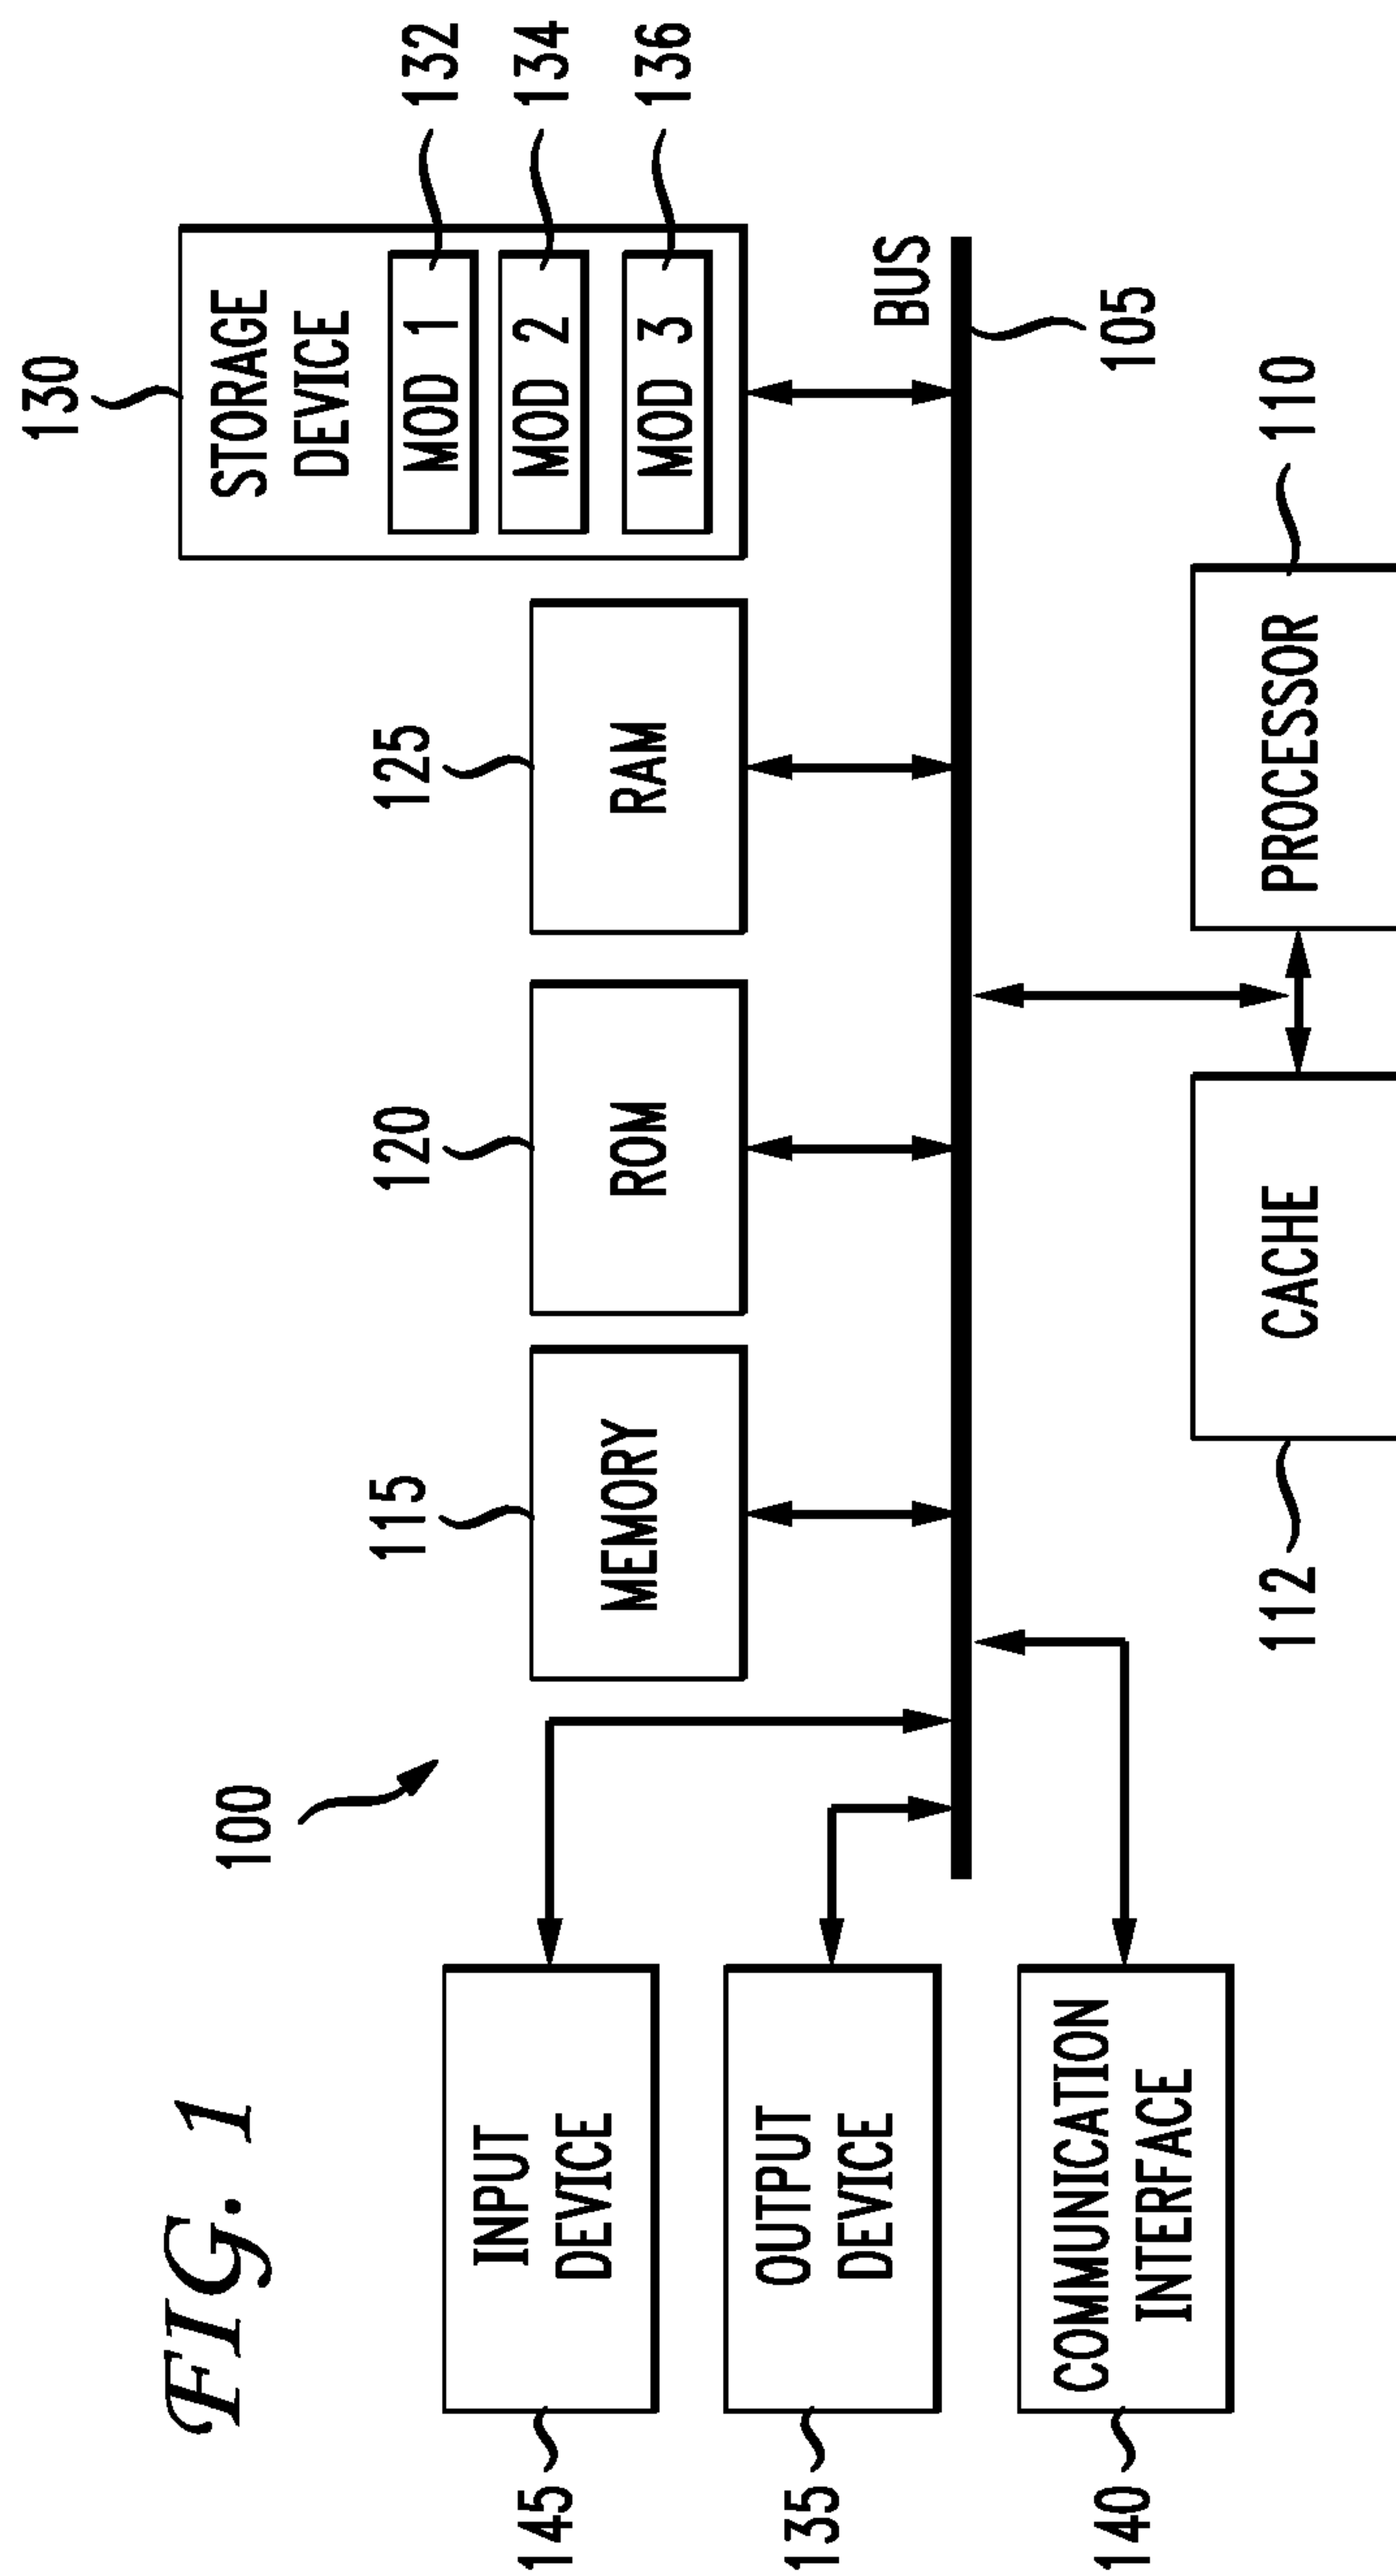 FIG. 1
130
STORAGE
DEVICE
MOD 1
132
MOD 2
134
MOD 3
136
100
115
MEMORY
120
ROM
125
RAM
145
INPUT
DEVICE
135
OUTPUT
DEVICE
140
COMMUNICATION
INTERFACE
BUS
105
112
CACHE
PROCESSOR
110